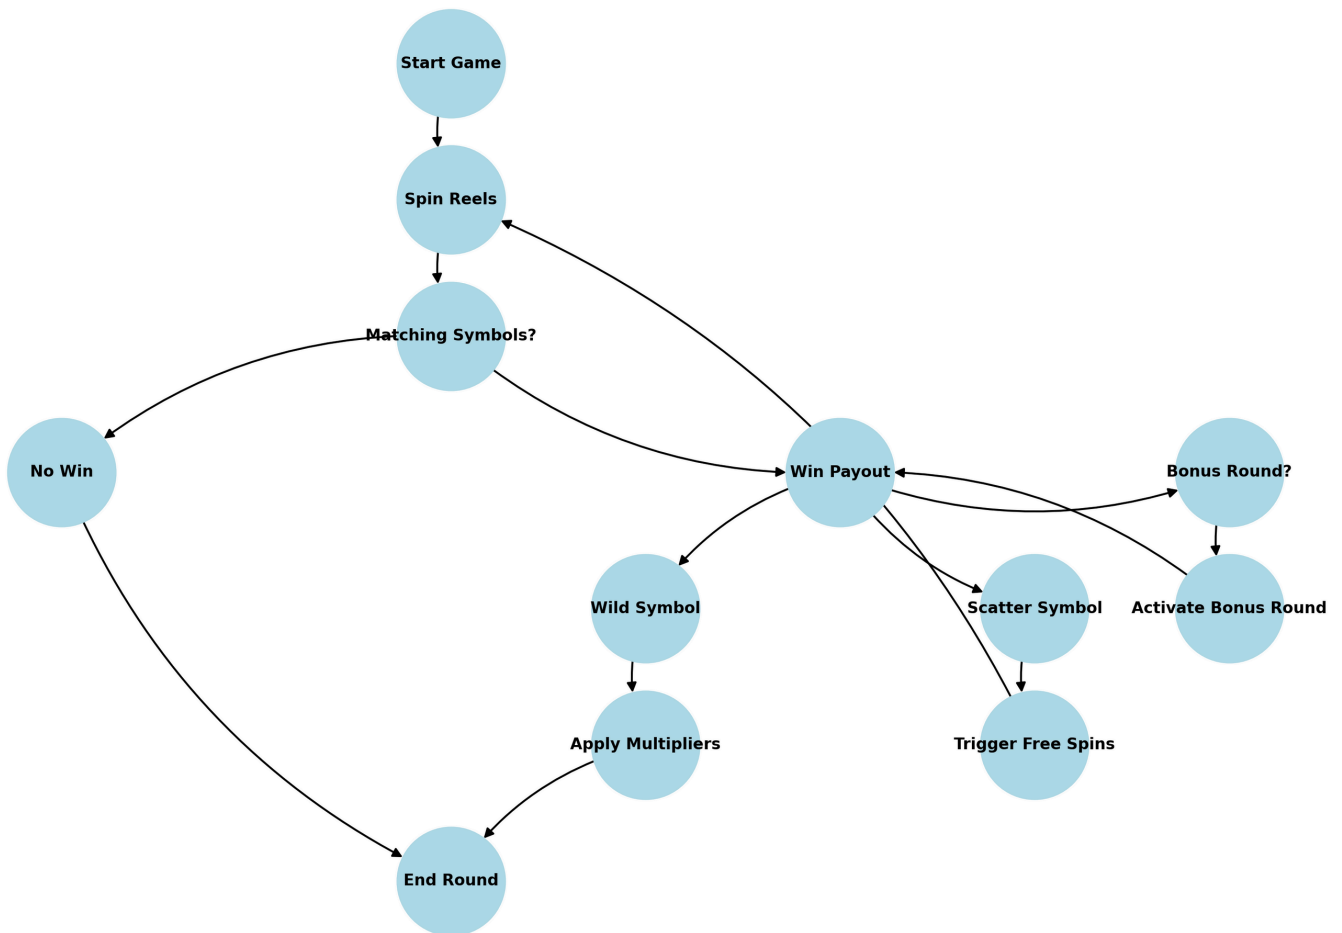 Start Game
Spin Reels
Matching Symbols?
No Win
Win Payout
Bonus Round?
Wild Symbol
Scatter Symbol
Activate Bonus Round
Apply Multipliers
Trigger Free Spins
End Round